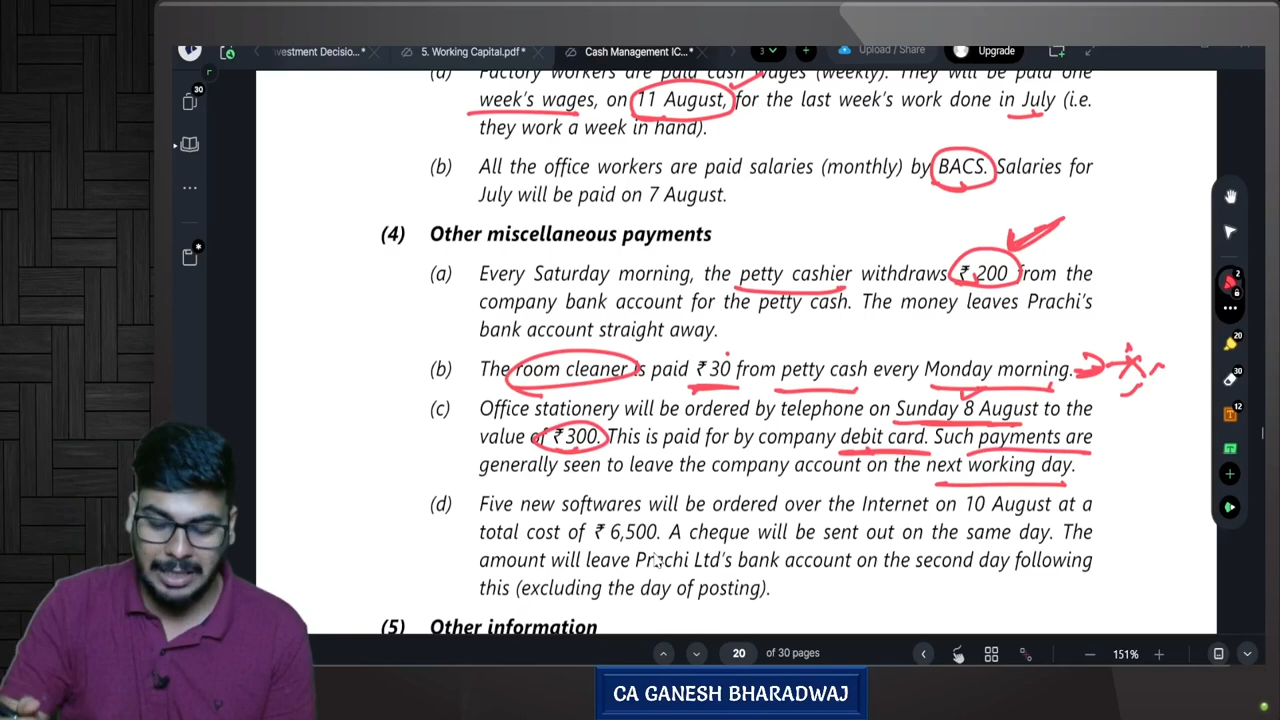 vestment Decisio...*
5. Working Capital.pdf *
Cash Management IC...*
3
Upload / Share
Upgrade
(a) Factory workers are paid cash wages (weekly). They will be paid one
week's wages, on 11 August, for the last week's work done in July (i.e.
they work a week in hand).
(b) All the office workers are paid salaries (monthly) by BACS. Salaries for
July will be paid on 7 August.
(4) Other miscellaneous payments
(a) Every Saturday morning, the petty cashier withdraws ₹ 200 from the
company bank account for the petty cash. The money leaves Prachi's
bank account straight away.
(b) The room cleaner is paid ₹ 30 from petty cash every Monday morning.
(c) Office stationery will be ordered by telephone on Sunday 8 August to the
value of ₹ 300. This is paid for by company debit card. Such payments are
generally seen to leave the company account on the next working day.
(d) Five new softwares will be ordered over the Internet on 10 August at a
total cost of ₹ 6,500. A cheque will be sent out on the same day. The
amount will leave Prachi Ltd's bank account on the second day following
this (excluding the day of posting).
(5) Other information
30
2
20
30
12
20 of 30 pages
151%
CA GANESH BHARADWAJ